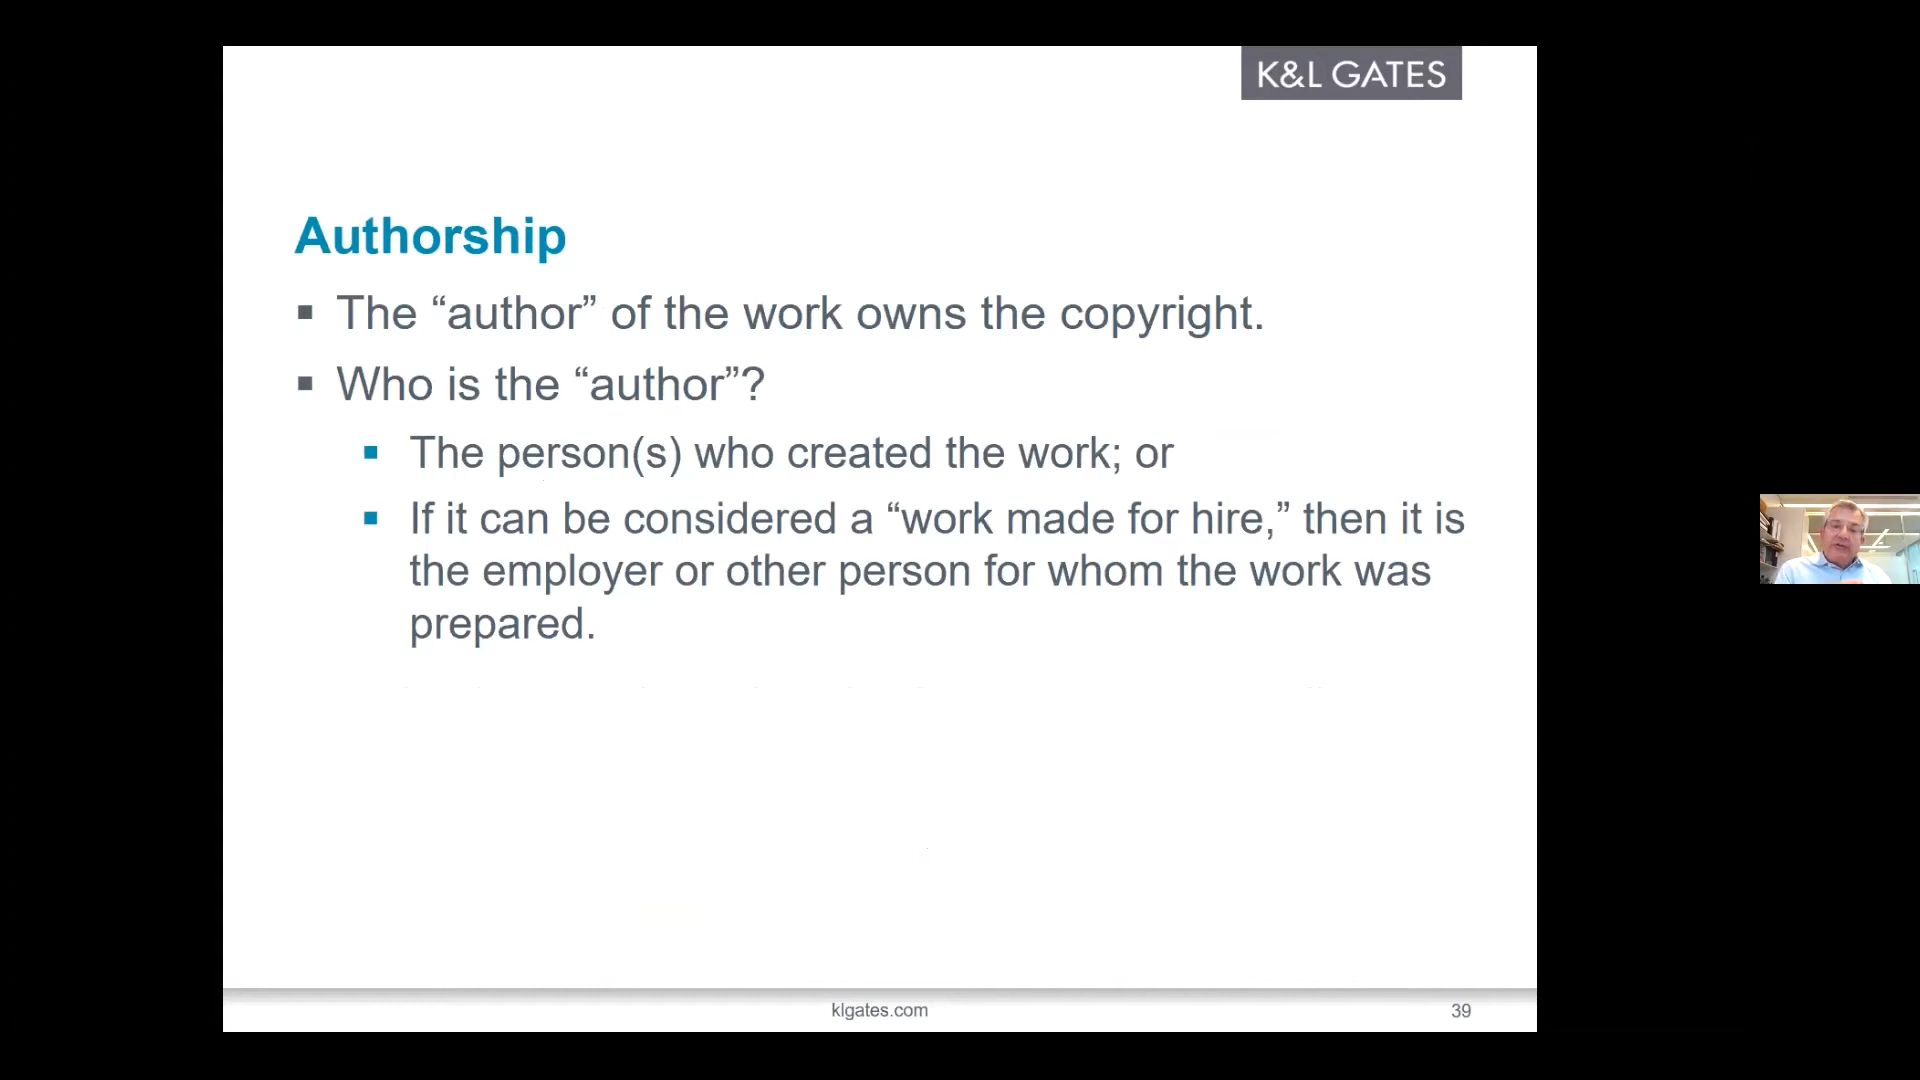 K&L GATES
Authorship
▪ The “author” of the work owns the copyright.
▪ Who is the “author”?
▪ The person(s) who created the work; or
▪ If it can be considered a “work made for hire,” then it is
the employer or other person for whom the work was
prepared.
klgates.com
39